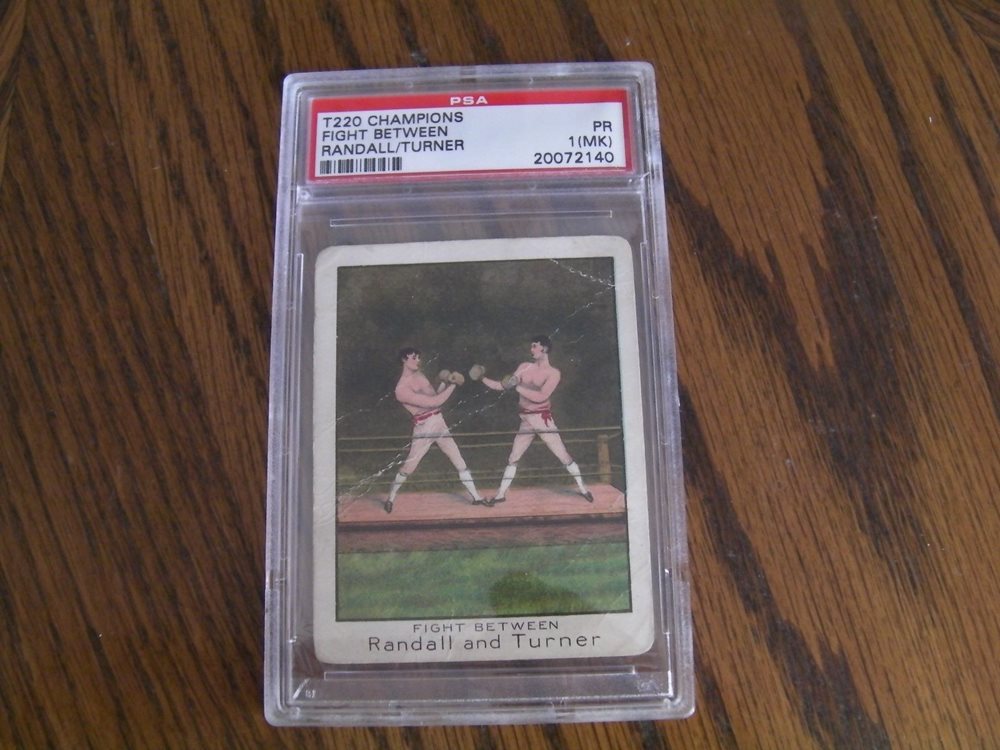 PSA
T220 CHAMPIONS
FIGHT BETWEEN
RANDALL/TURNER
PR
1(MK)
20072140
FIGHT BETWEEN
Randall and Turner